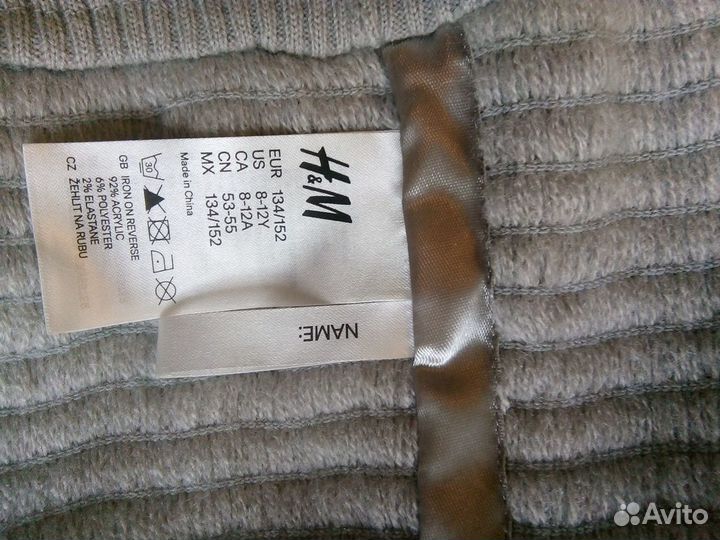 H&M
EUR 134/152
US 8-12Y
CA 8-12A
CN 53-55
MX 134/152
Made in China
30
GB IRON ON REVERSE
92% ACRYLIC
6% POLYESTER
2% ELASTANE
CZ ŽEHLIT NA RUBU
NAME:
Avito